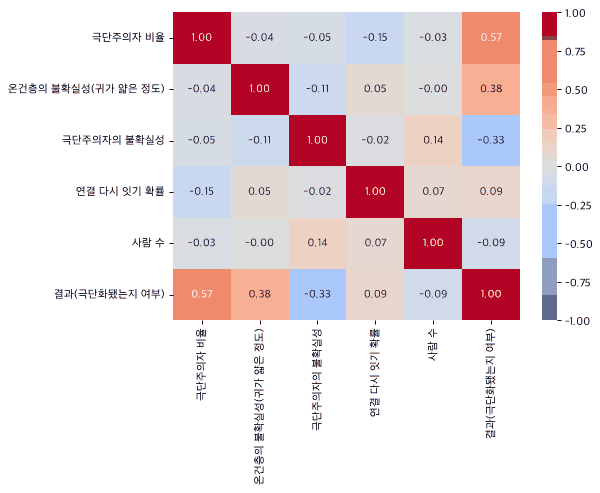 극단주의자 비율 1.00 -0.04 -0.05 -0.15 -0.03 0.57
온건층의 불확실성(귀가 얇은 정도) -0.04 1.00 -0.11 0.05 -0.00 0.38
극단주의자의 불확실성 -0.05 -0.11 1.00 -0.02 0.14 -0.33
연결 다시 잇기 확률 -0.15 0.05 -0.02 1.00 0.07 0.09
사람 수 -0.03 -0.00 0.14 0.07 1.00 -0.09
결과(극단화됐는지 여부) 0.57 0.38 -0.33 0.09 -0.09 1.00
극단주의자 비율
온건층의 불확실성(귀가 얇은 정도)
극단주의자의 불확실성
연결 다시 잇기 확률
사람 수
결과(극단화됐는지 여부)
1.00
0.75
0.50
0.25
0.00
-0.25
-0.50
-0.75
-1.00